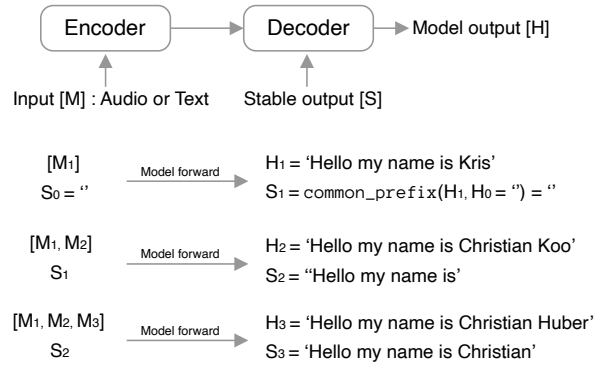 Encoder Decoder Model output [H]
Input [M] : Audio or Text Stable output [S]
[M1] Model forward H1 = ‘Hello my name is Kris’
S0 = ‘’ S1 = common_prefix(H1, H0 = ‘’) = ‘’
[M1, M2] Model forward H2 = ‘Hello my name is Christian Koo’
S1 S2 = ‘‘Hello my name is’
[M1, M2, M3] Model forward H3 = ‘Hello my name is Christian Huber’
S2 S3 = ‘Hello my name is Christian’